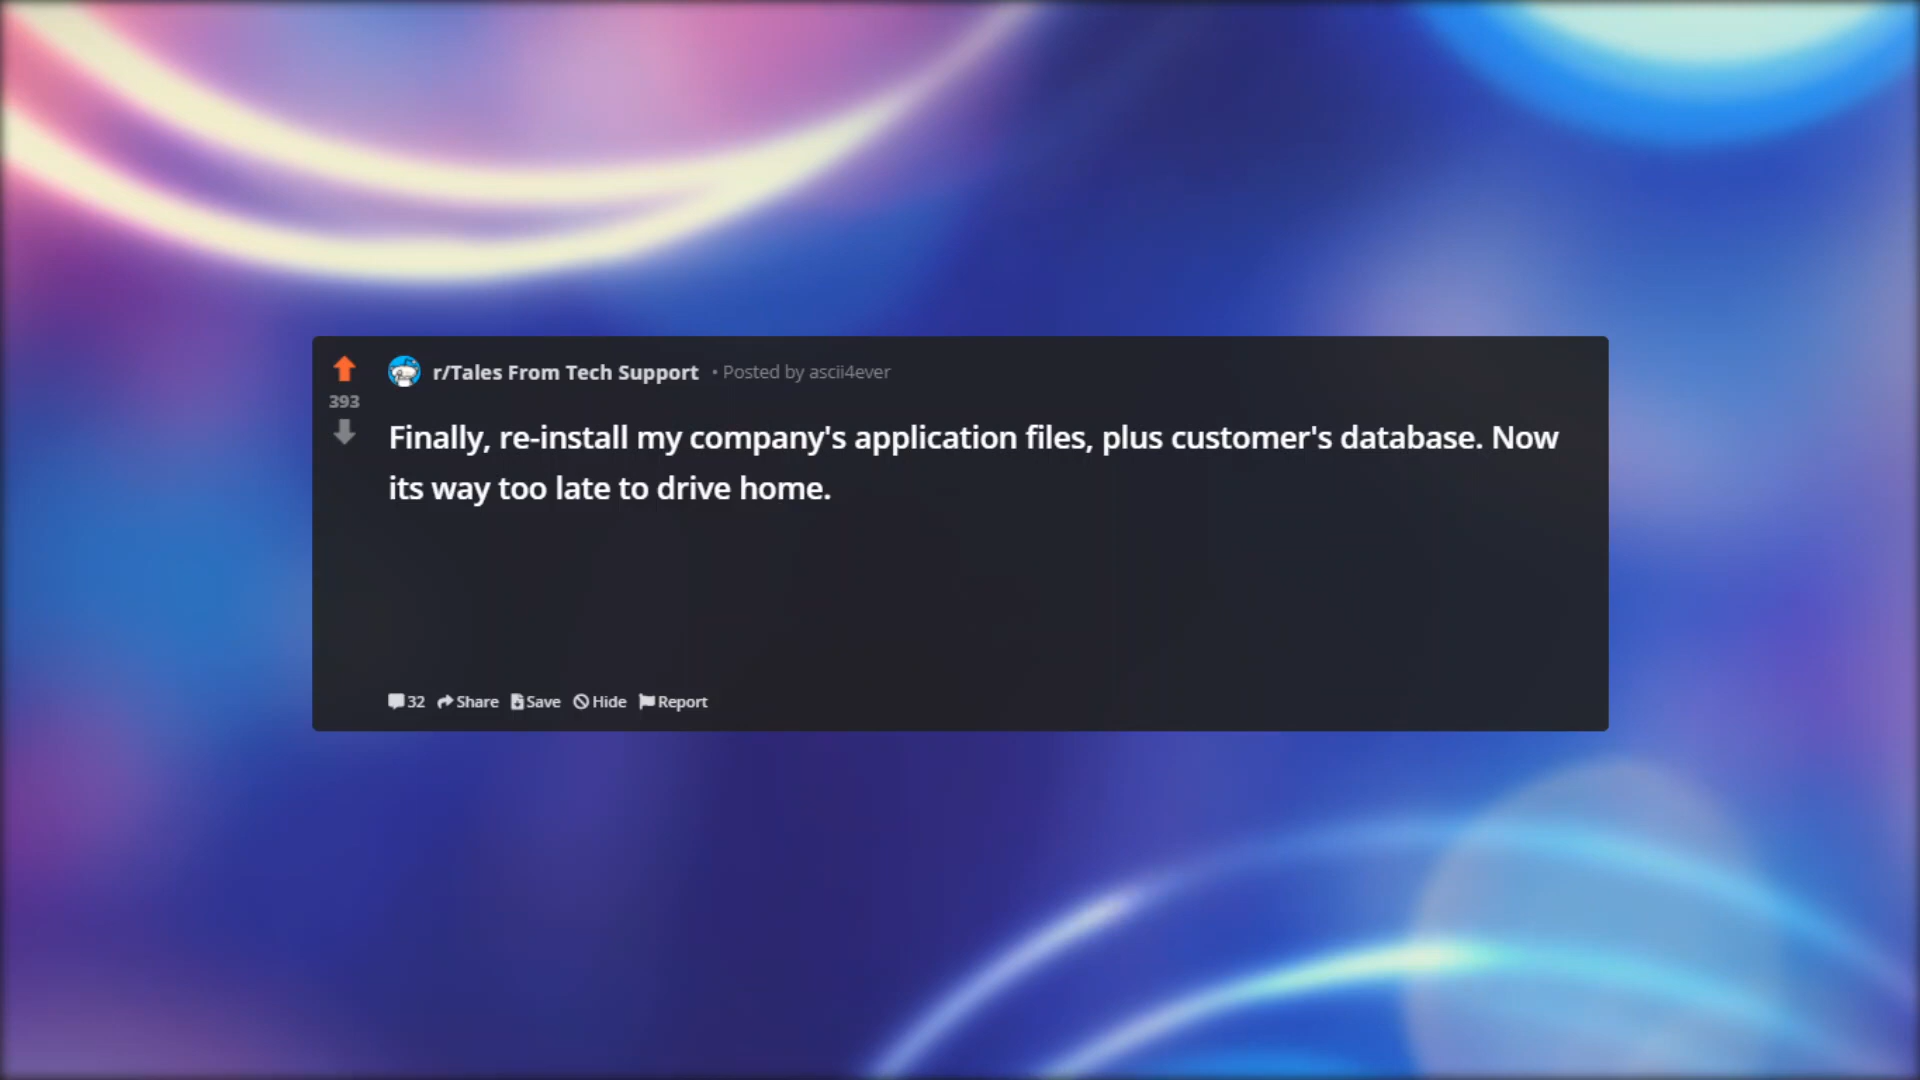 r/Tales From Tech Support • Posted by ascii4ever
393
Finally, re-install my company's application files, plus customer's database. Now
its way too late to drive home.
32 Share Save Hide Report